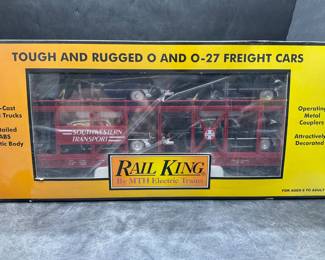 TOUGH AND RUGGED O AND O-27 FREIGHT CARS
-Cast
Trucks
tailed
ABS
tic Body
Operating
Metal
Couplers
Attractively
Decorated
SOUTHWESTERN
TRANSPORT
RAIL KING
By MTH Electric Trains
FOR AGES 8 TO ADULT